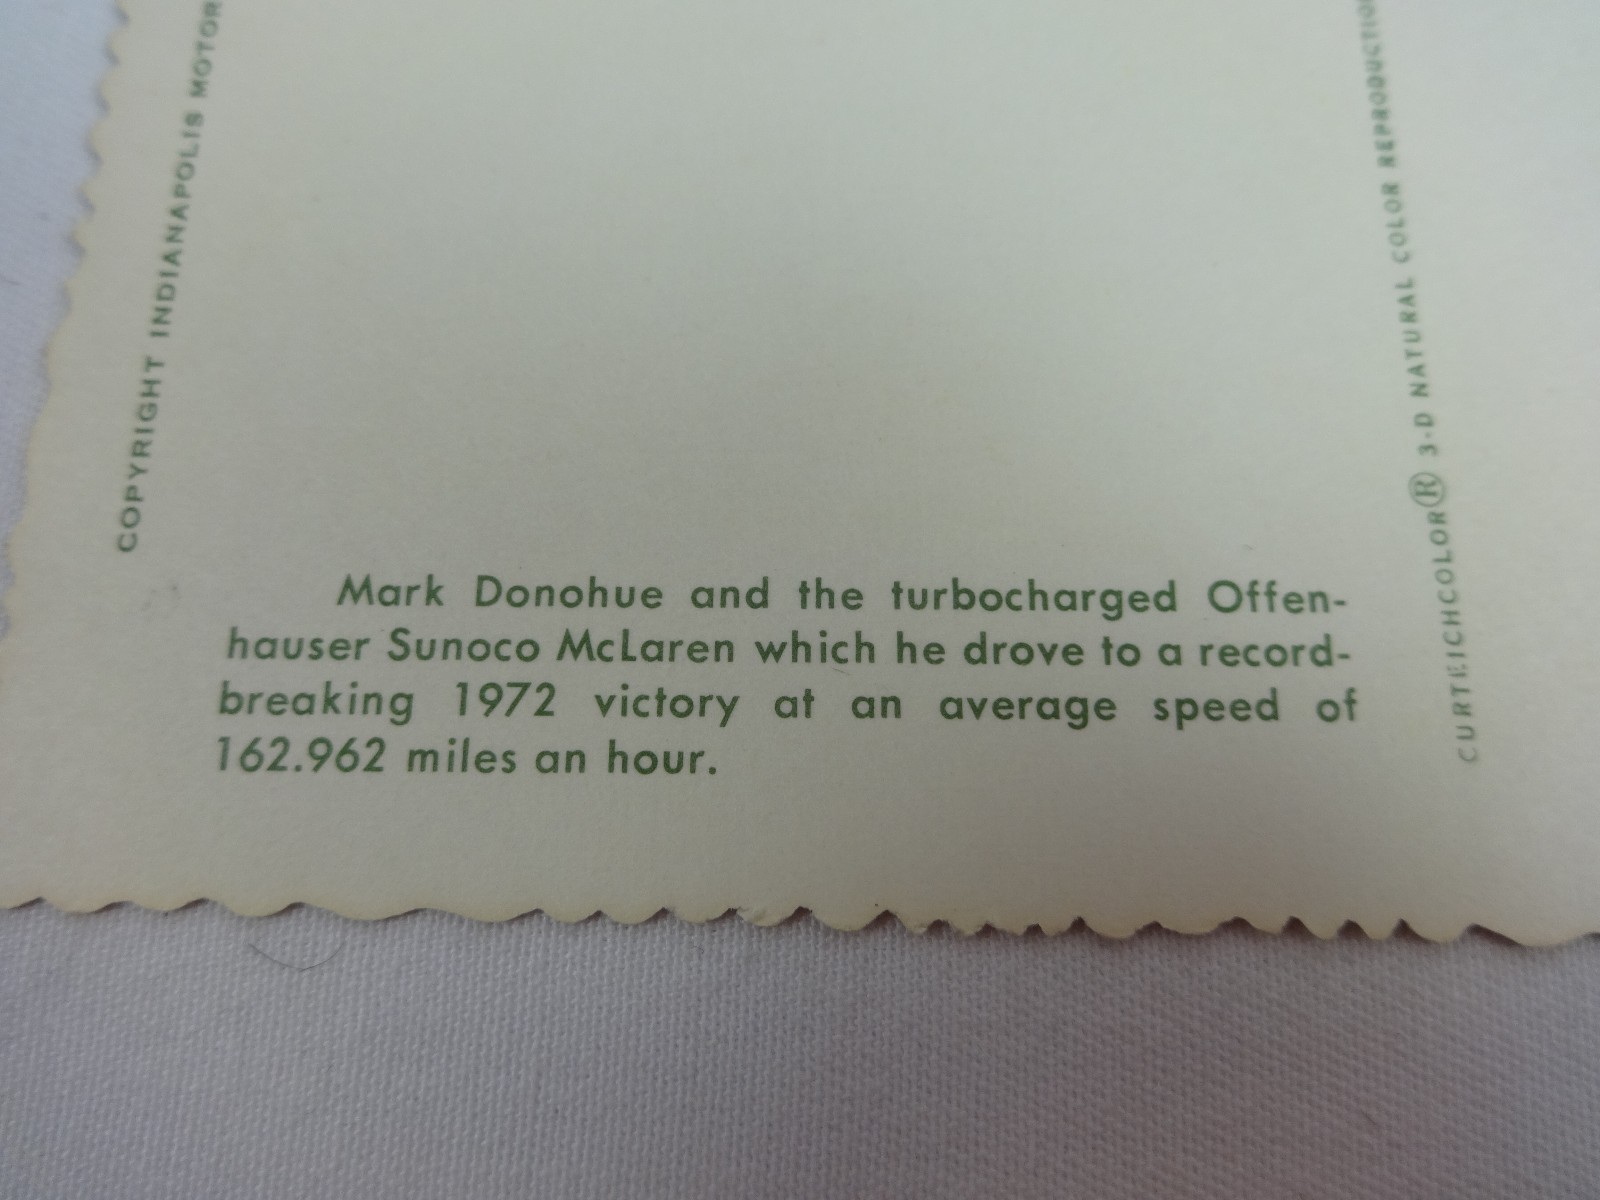 COPYRIGHT INDIANAPOLIS MOTOR
Mark Donohue and the turbocharged Offen-
hauser Sunoco McLaren which he drove to a record-
breaking 1972 victory at an average speed of
162.962 miles an hour.
CURTEICHCOLOR® 3-D NATURAL COLOR REPRODUCTIO